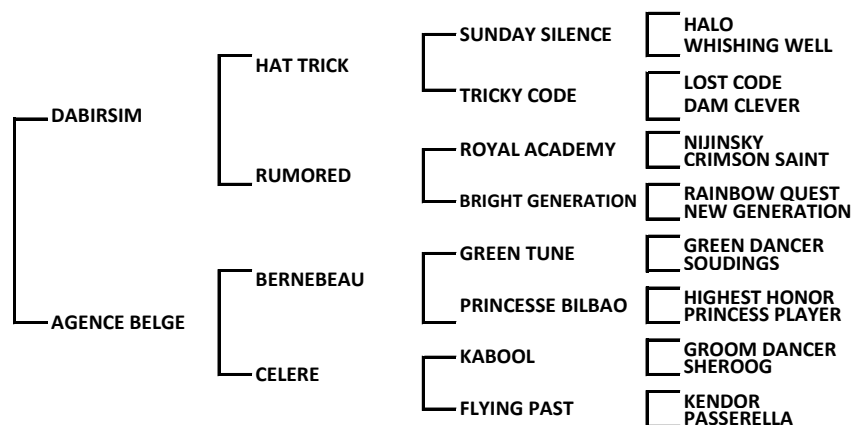 DABIRSIM
AGENCE BELGE
HAT TRICK
RUMORED
BERNEBEAU
CELERE
SUNDAY SILENCE
TRICKY CODE
ROYAL ACADEMY
BRIGHT GENERATION
GREEN TUNE
PRINCESSE BILBAO
KABOOL
FLYING PAST
HALO
WHISHING WELL
LOST CODE
DAM CLEVER
NIJINSKY
CRIMSON SAINT
RAINBOW QUEST
NEW GENERATION
GREEN DANCER
SOUDINGS
HIGHEST HONOR
PRINCESS PLAYER
GROOM DANCER
SHEROOG
KENDOR
PASSERELLA